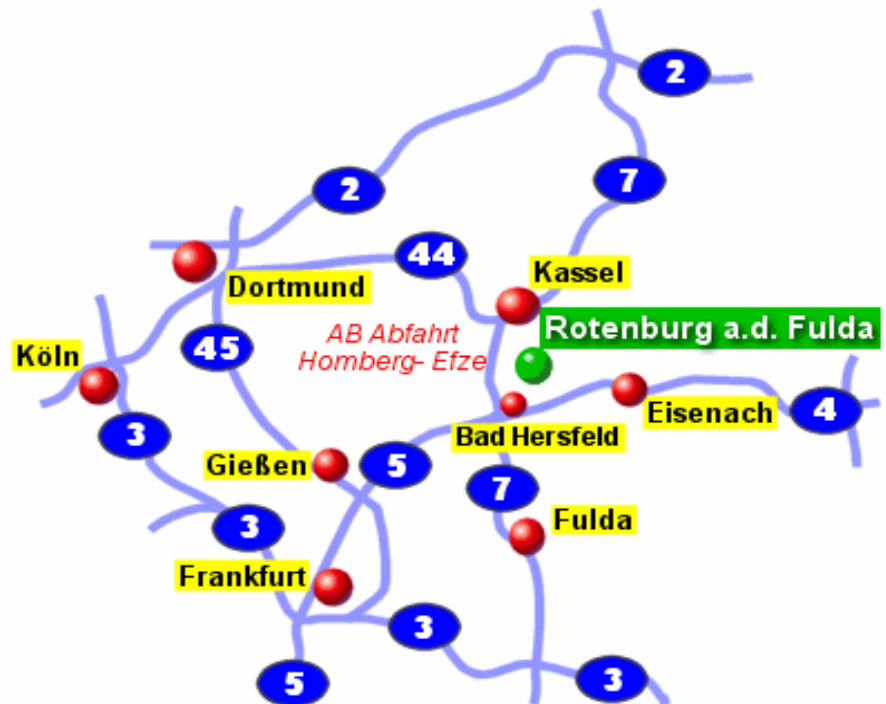 2
2
7
44
Kassel
Dortmund
Rotenburg a.d. Fulda
AB Abfahrt
Homberg- Efze
45
Köln
Eisenach
4
Bad Hersfeld
3
Gießen
5
7
Fulda
3
Frankfurt
3
5
3